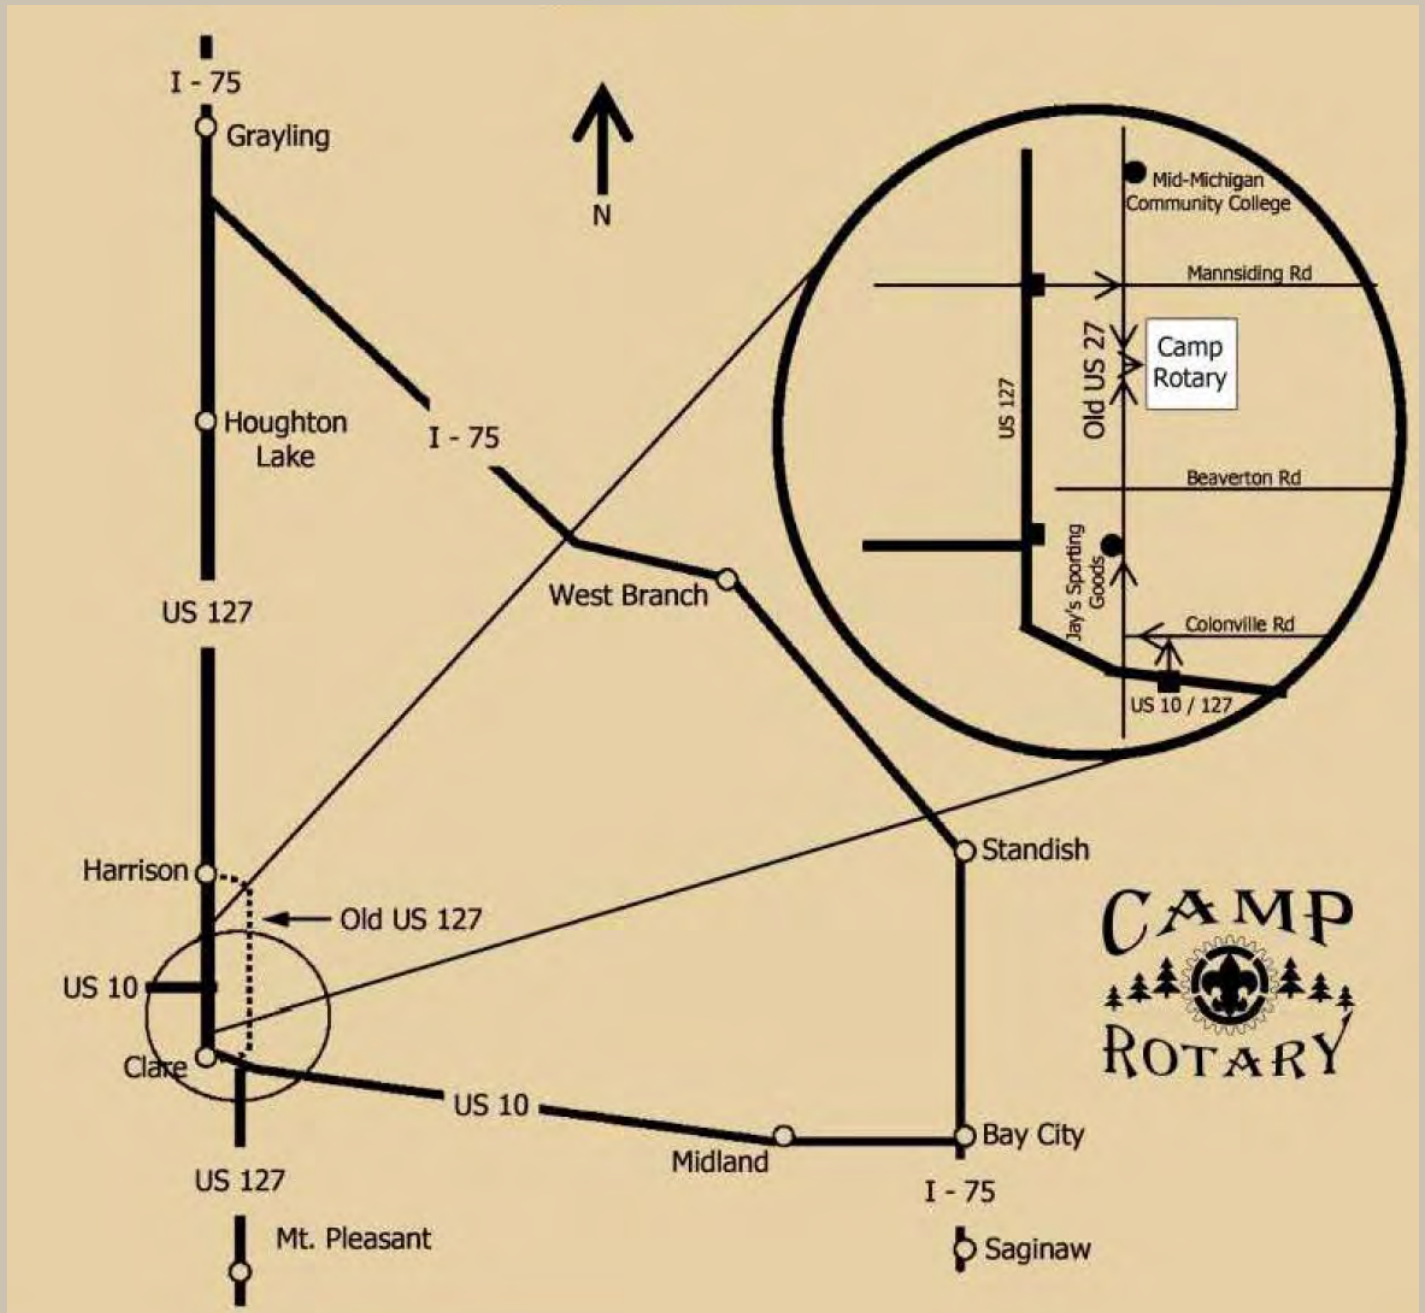 I - 75
Grayling
N
Mid-Michigan
Community College
Mannsiding Rd
Old US 27
Camp
Rotary
US 127
Houghton
Lake
I - 75
Beaverton Rd
Jay's Sporting
Goods
West Branch
US 127
Colonville Rd
US 10 / 127
Standish
Harrison
Old US 127
CAMP
ROTARY
US 10
Clare
US 10
Midland
Bay City
US 127
I - 75
Mt. Pleasant
Saginaw